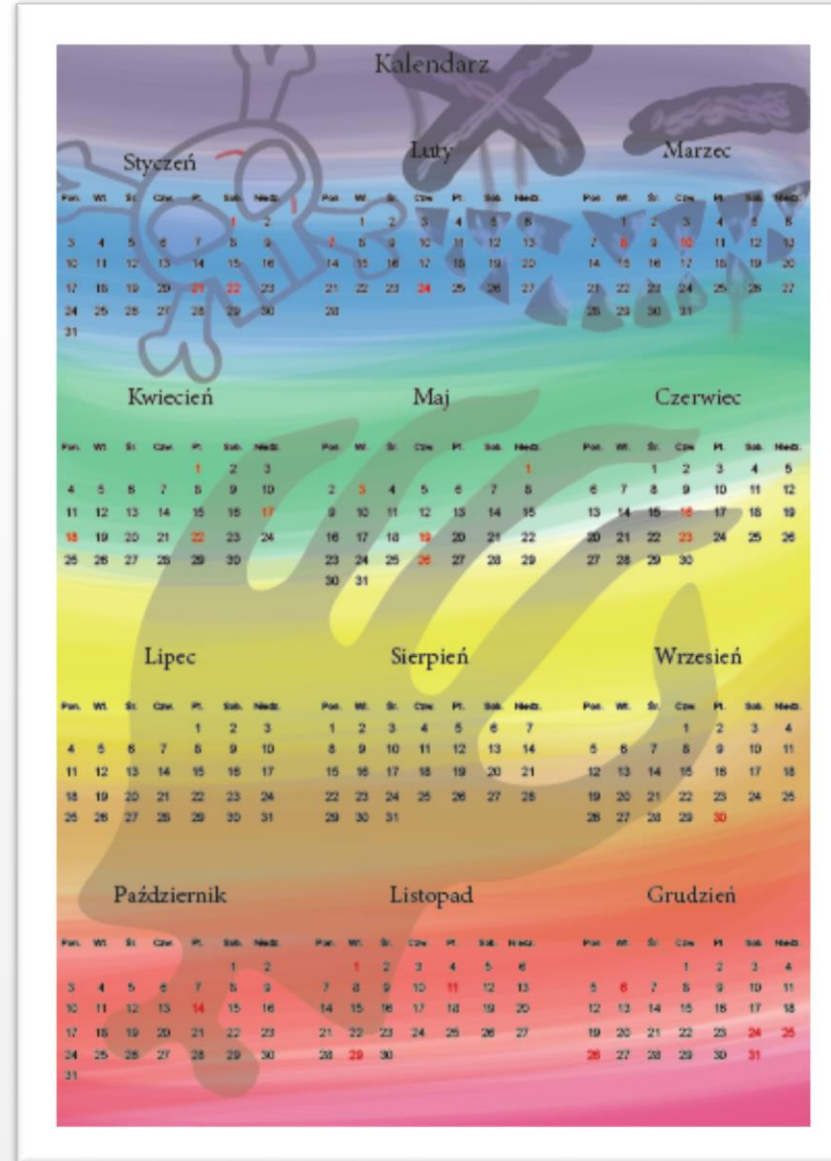 Kalendarz
Styczeń Luty Marzec
Pon. Wt. Śr. Czw. Pt. Sob. Niedz. Pon. Wt. Śr. Czw. Pt. Sob. Niedz. Pon. Wt. Śr. Czw. Pt. Sob. Niedz.
1 2 1 2 3 4 5 6 1 2 3 4 5 6
3 4 5 6 7 8 9 7 8 9 10 11 12 13 7 8 9 10 11 12 13
10 11 12 13 14 15 16 14 15 16 17 18 19 20 14 15 16 17 18 19 20
17 18 19 20 21 22 23 21 22 23 24 25 26 27 21 22 23 24 25 26 27
24 25 26 27 28 29 30 28 28 29 30 31
31
Kwiecień Maj Czerwiec
Pon. Wt. Śr. Czw. Pt. Sob. Niedz. Pon. Wt. Śr. Czw. Pt. Sob. Niedz. Pon. Wt. Śr. Czw. Pt. Sob. Niedz.
1 2 3 1 1 2 3 4 5
4 5 6 7 8 9 10 2 3 4 5 6 7 8 6 7 8 9 10 11 12
11 12 13 14 15 16 17 9 10 11 12 13 14 15 13 14 15 16 17 18 19
18 19 20 21 22 23 24 16 17 18 19 20 21 22 20 21 22 23 24 25 26
25 26 27 28 29 30 23 24 25 26 27 28 29 27 28 29 30
30 31
Lipec Sierpień Wrzesień
Pon. Wt. Śr. Czw. Pt. Sob. Niedz. Pon. Wt. Śr. Czw. Pt. Sob. Niedz. Pon. Wt. Śr. Czw. Pt. Sob. Niedz.
1 2 3 1 2 3 4 5 6 7 1 2 3 4
4 5 6 7 8 9 10 8 9 10 11 12 13 14 5 6 7 8 9 10 11
11 12 13 14 15 16 17 15 16 17 18 19 20 21 12 13 14 15 16 17 18
18 19 20 21 22 23 24 22 23 24 25 26 27 28 19 20 21 22 23 24 25
25 26 27 28 29 30 31 29 30 31 26 27 28 29 30
Październik Listopad Grudzień
Pon. Wt. Śr. Czw. Pt. Sob. Niedz. Pon. Wt. Śr. Czw. Pt. Sob. Niedz. Pon. Wt. Śr. Czw. Pt. Sob. Niedz.
1 2 1 2 3 4 5 6 1 2 3 4
3 4 5 6 7 8 9 7 8 9 10 11 12 13 5 6 7 8 9 10 11
10 11 12 13 14 15 16 14 15 16 17 18 19 20 12 13 14 15 16 17 18
17 18 19 20 21 22 23 21 22 23 24 25 26 27 19 20 21 22 23 24 25
24 25 26 27 28 29 30 28 29 30 26 27 28 29 30 31
31